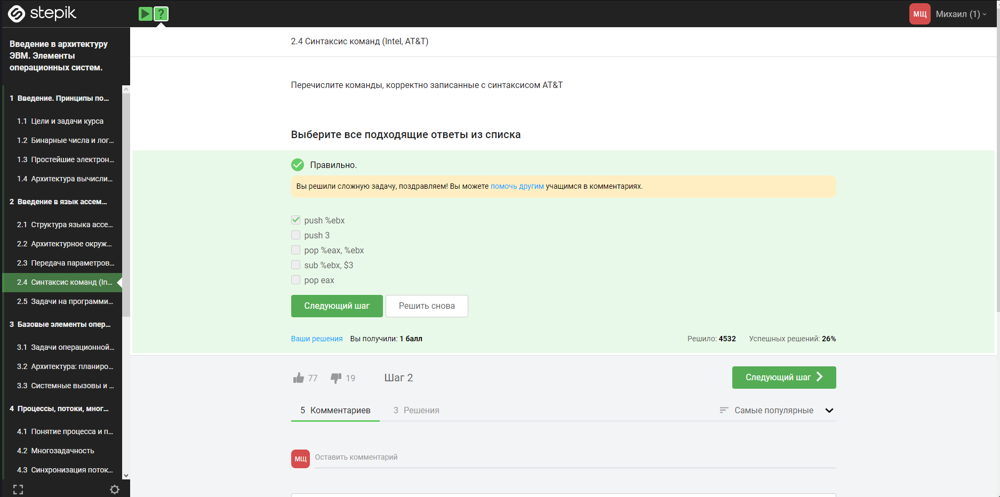 stepik
?
МЩ Михаил (1)
Введение в архитектуру
ЭВМ. Элементы
операционных систем.
1 Введение. Принципы по...
1.1 Цели и задачи курса
1.2 Бинарные числа и лог...
1.3 Простейшие электрон...
1.4 Архитектура вычисли...
2 Введение в язык ассем...
2.1 Структура языка ассе...
2.2 Архитектурное окруж...
2.3 Передача параметров...
2.4 Синтаксис команд (In...
2.5 Задачи на программи...
3 Базовые элементы опер...
3.1 Задачи операционной...
3.2 Архитектура: планиро...
3.3 Системные вызовы и ...
4 Процессы, потоки, мног...
4.1 Понятие процесса и п...
4.2 Многозадачность
4.3 Синхронизация поток...
2.4 Синтаксис команд (Intel, AT&T)
Перечислите команды, корректно записанные с синтаксисом AT&T
Выберите все подходящие ответы из списка
Правильно.
Вы решили сложную задачу, поздравляем! Вы можете помочь другим учащимся в комментариях.
push %ebx
push 3
pop %eax, %ebx
sub %ebx, $3
pop eax
Следующий шаг Решить снова
Ваши решения Вы получили: 1 балл Решило: 4532 Успешных решений: 26%
77 19 Шаг 2 Следующий шаг
5 Комментариев 3 Решения Самые популярные
МЩ Оставить комментарий